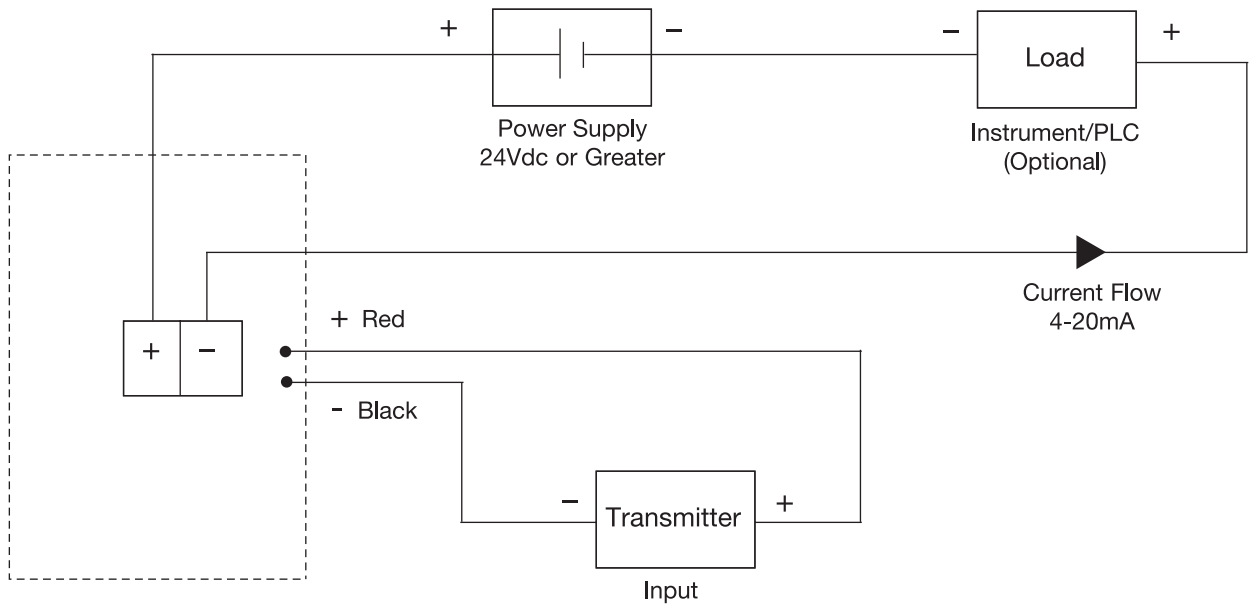 +
−
−
+
Load
Power Supply
24Vdc or Greater
Instrument/PLC
(Optional)
Current Flow
4-20mA
+ Red
+
−
− Black
−
Transmitter
+
Input